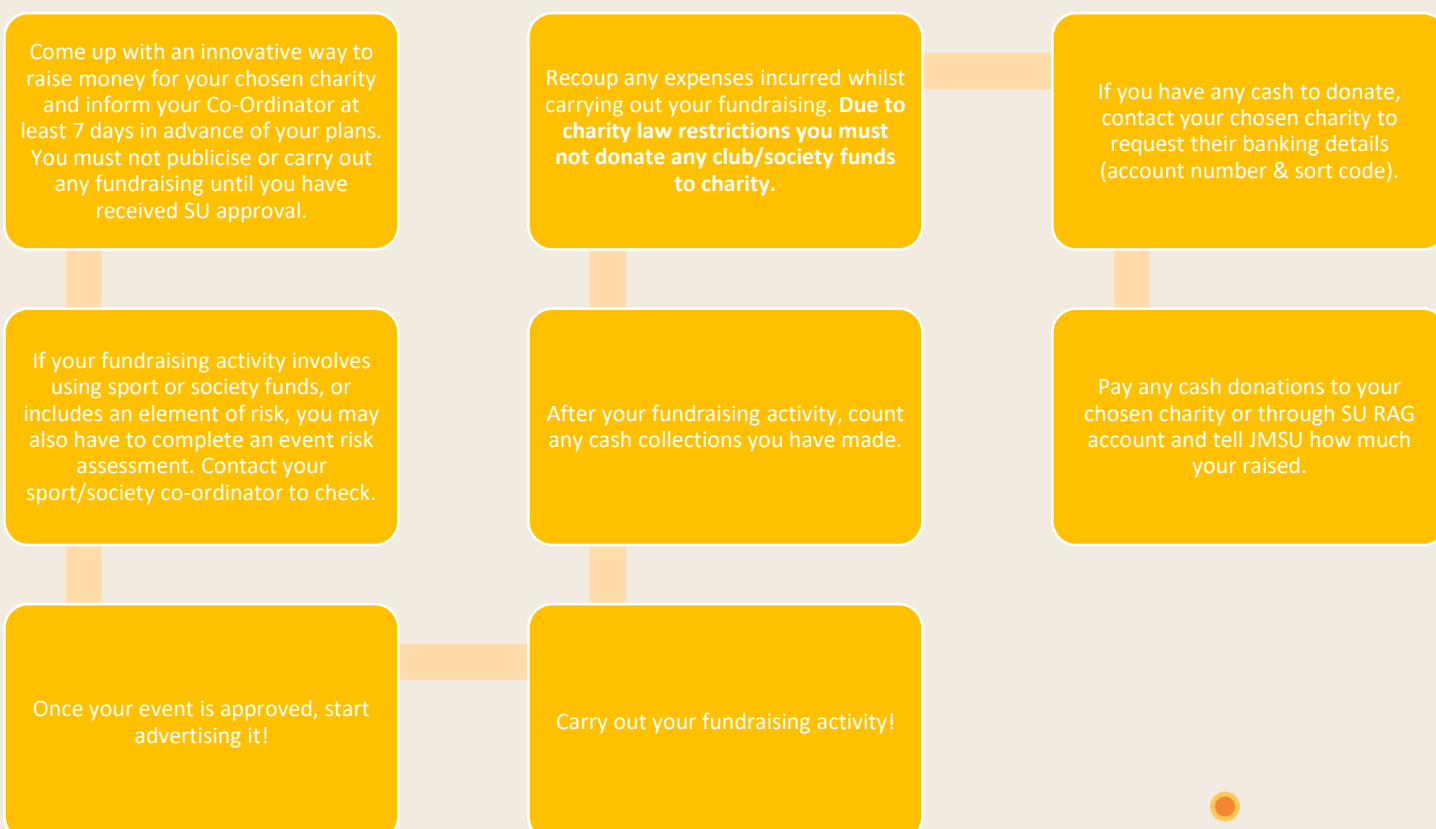 Come up with an innovative way to
raise money for your chosen charity
and inform your Co-Ordinator at
least 7 days in advance of your plans.
You must not publicise or carry out
any fundraising until you have
received SU approval.
If your fundraising activity involves
using sport or society funds, or
includes an element of risk, you may
also have to complete an event risk
assessment. Contact your
sport/society co-ordinator to check.
Once your event is approved, start
advertising it!
Carry out your fundraising activity!
After your fundraising activity, count
any cash collections you have made.
Recoup any expenses incurred whilst
carrying out your fundraising. Due to
charity law restrictions you must
not donate any club/society funds
to charity.
If you have any cash to donate,
contact your chosen charity to
request their banking details
(account number & sort code).
Pay any cash donations to your
chosen charity or through SU RAG
account and tell JMSU how much
your raised.